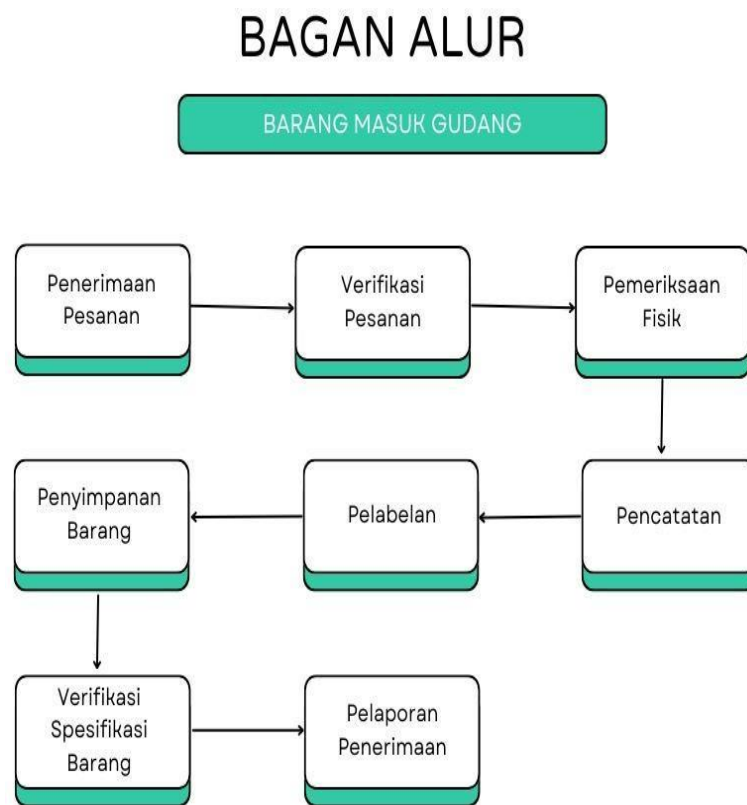 BAGAN ALUR
BARANG MASUK GUDANG
Penerimaan
Pesanan
Verifikasi
Pesanan
Pemeriksaan
Fisik
Pencatatan
Pelabelan
Penyimpanan
Barang
Verifikasi
Spesifikasi
Barang
Pelaporan
Penerimaan